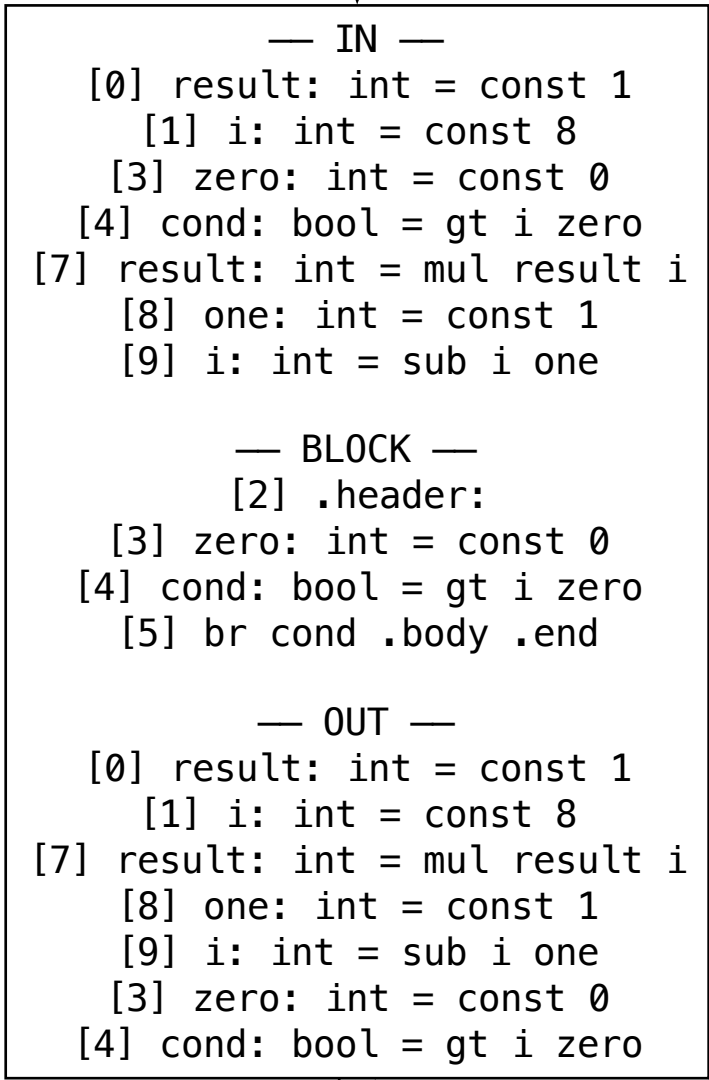 —— IN ——
[0] result: int = const 1
[1] i: int = const 8
[3] zero: int = const 0
[4] cond: bool = gt i zero
[7] result: int = mul result i
[8] one: int = const 1
[9] i: int = sub i one
—— BLOCK ——
[2] .header:
[3] zero: int = const 0
[4] cond: bool = gt i zero
[5] br cond .body .end
—— OUT ——
[0] result: int = const 1
[1] i: int = const 8
[7] result: int = mul result i
[8] one: int = const 1
[9] i: int = sub i one
[3] zero: int = const 0
[4] cond: bool = gt i zero